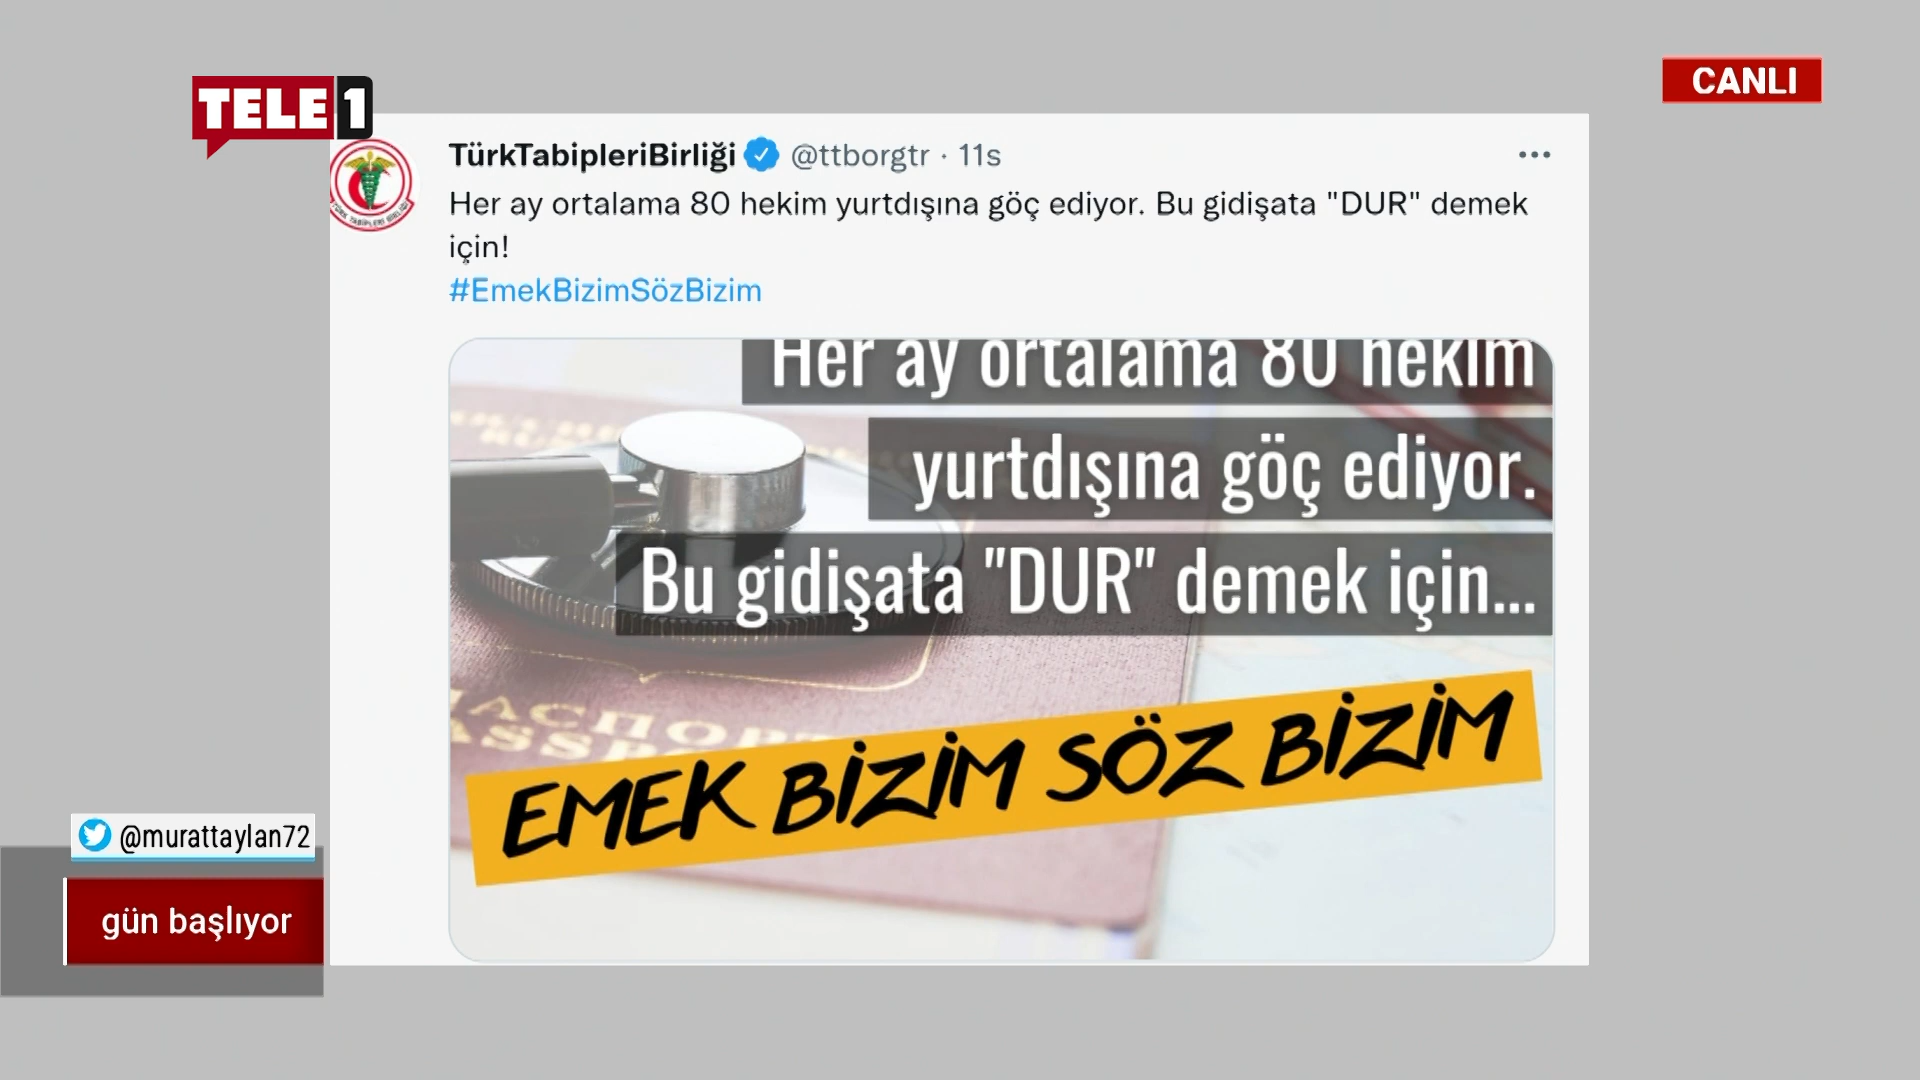 TELE 1
CANLI
TürkTabipleriBirliği @ttborgtr · 11s
Her ay ortalama 80 hekim yurtdışına göç ediyor. Bu gidişata "DUR" demek
için!
#EmekBizimSözBizim
Her ay ortalama 80 hekim
yurtdışına göç ediyor.
Bu gidişata "DUR" demek için...
EMEK BİZİM SÖZ BİZİM
@murattaylan72
gün başlıyor